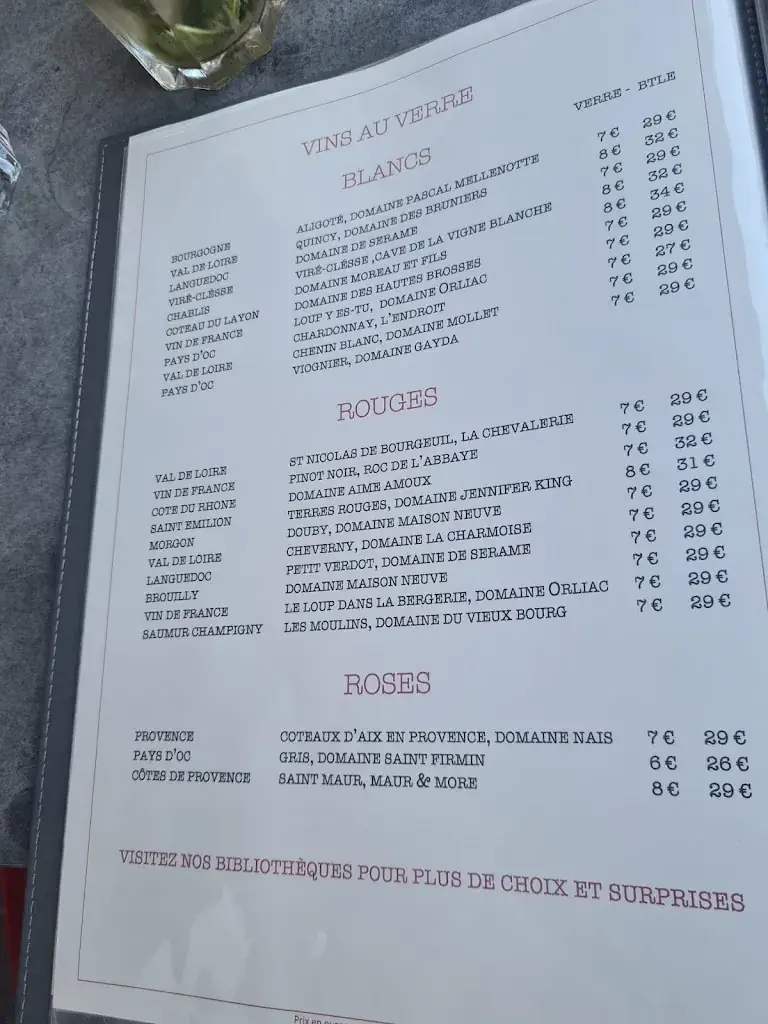 VINS AU VERRE
VERRE - BTLE
BLANCS
BOURGOGNE ALIGOTÉ, DOMAINE PASCAL MELLENOTTE 7 € 29 €
VAL DE LOIRE QUINCY, DOMAINE DES BRUNIERS 8 € 32 €
LANGUEDOC DOMAINE DE SERAME 7 € 29 €
VIRÉ-CLÉSSE VIRÉ-CLÉSSE ,CAVE DE LA VIGNE BLANCHE 8 € 32 €
CHABLIS DOMAINE MOREAU ET FILS 8 € 34 €
COTEAU DU LAYON DOMAINE DES HAUTES BROSSES 7 € 29 €
VIN DE FRANCE LOUP Y ES-TU, DOMAINE ORLIAC 7 € 29 €
PAYS D'OC CHARDONNAY, L'ENDROIT 7 € 27 €
VAL DE LOIRE CHENIN BLANC, DOMAINE MOLLET 7 € 29 €
PAYS D'OC VIOGNIER, DOMAINE GAYDA 7 € 29 €
ROUGES
VAL DE LOIRE ST NICOLAS DE BOURGEUIL, LA CHEVALERIE 7 € 29 €
VIN DE FRANCE PINOT NOIR, ROC DE L'ABBAYE 7 € 29 €
COTE DU RHONE DOMAINE AIME AMOUX 7 € 32 €
SAINT EMILION TERRES ROUGES, DOMAINE JENNIFER KING 8 € 31 €
MORGON DOUBY, DOMAINE MAISON NEUVE 7 € 29 €
VAL DE LOIRE CHEVERNY, DOMAINE LA CHARMOISE 7 € 29 €
LANGUEDOC PETIT VERDOT, DOMAINE DE SERAME 7 € 29 €
BROUILLY DOMAINE MAISON NEUVE 7 € 29 €
VIN DE FRANCE LE LOUP DANS LA BERGERIE, DOMAINE ORLIAC 7 € 29 €
SAUMUR CHAMPIGNY LES MOULINS, DOMAINE DU VIEUX BOURG 7 € 29 €
ROSES
PROVENCE COTEAUX D'AIX EN PROVENCE, DOMAINE NAIS 7 € 29 €
PAYS D'OC GRIS, DOMAINE SAINT FIRMIN 6 € 26 €
CÔTES DE PROVENCE SAINT MAUR, MAUR & MORE 8 € 29 €
VISITEZ NOS BIBLIOTHÈQUES POUR PLUS DE CHOIX ET SURPRISES
Prix en